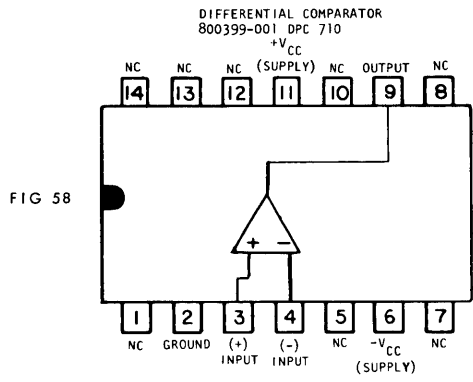 DIFFERENTIAL COMPARATOR
800399-001 DPC 710
+VCC
(SUPPLY)
NC NC NC NC OUTPUT NC
14 13 12 11 10 9 8
FIG 58
+ −
1 2 3 4 5 6 7
NC GROUND (+) INPUT (-) INPUT NC -VCC (SUPPLY) NC